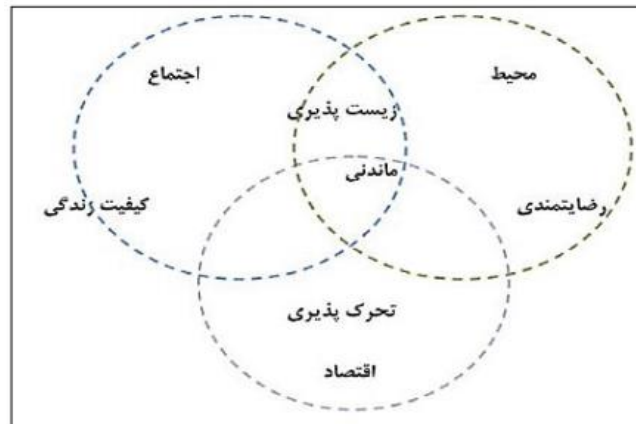 محیط
اجتماع
زیست پذیری
ماندنی
رضایتمندی
کیفیت زندگی
تحرک پذیری
اقتصاد